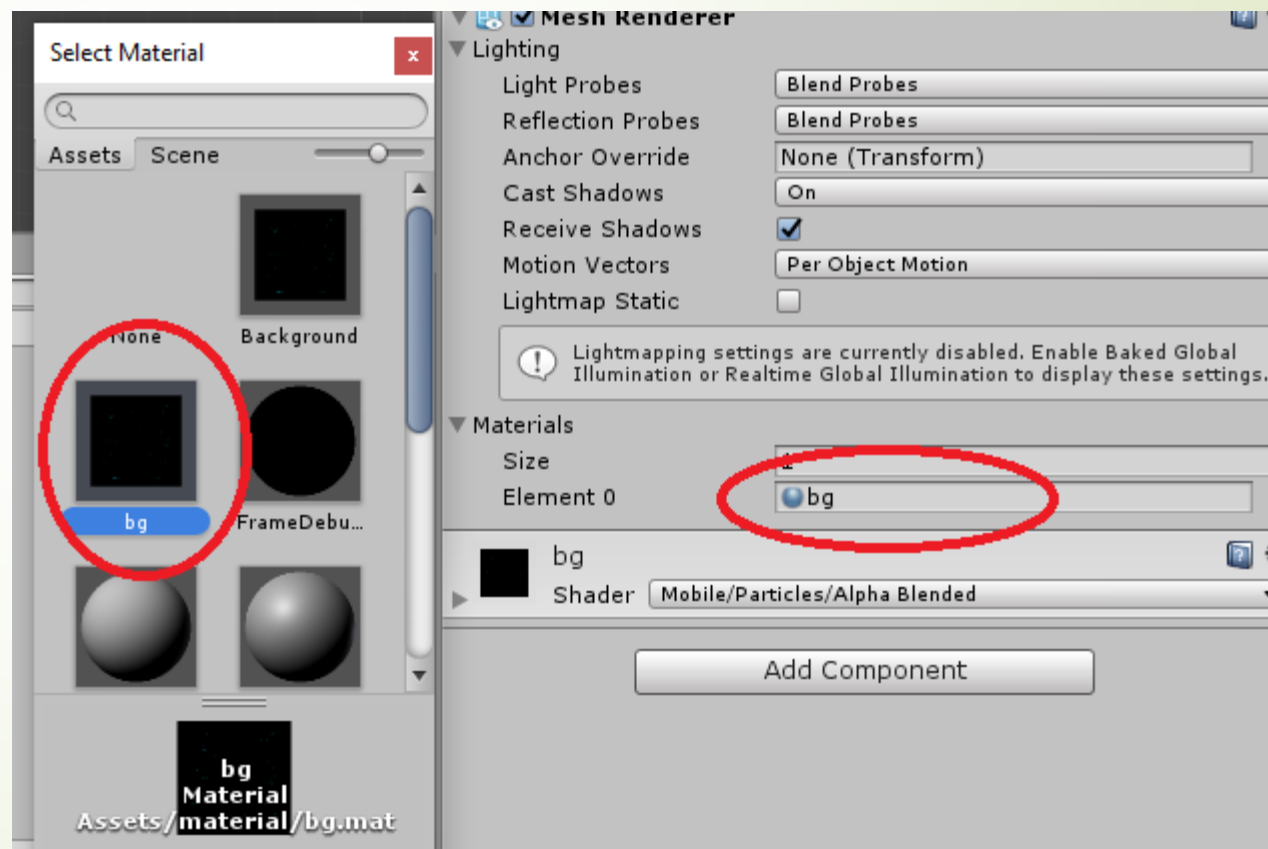 Select Material
x
Assets Scene
None
Background
bg
FrameDebu...
bg
Material
Assets/material/bg.mat
Mesh Renderer
Lighting
Light Probes Blend Probes
Reflection Probes Blend Probes
Anchor Override None (Transform)
Cast Shadows On
Receive Shadows
Motion Vectors Per Object Motion
Lightmap Static
Lightmapping settings are currently disabled. Enable Baked Global
Illumination or Realtime Global Illumination to display these settings.
Materials
Size 1
Element 0 bg
bg
Shader Mobile/Particles/Alpha Blended
Add Component